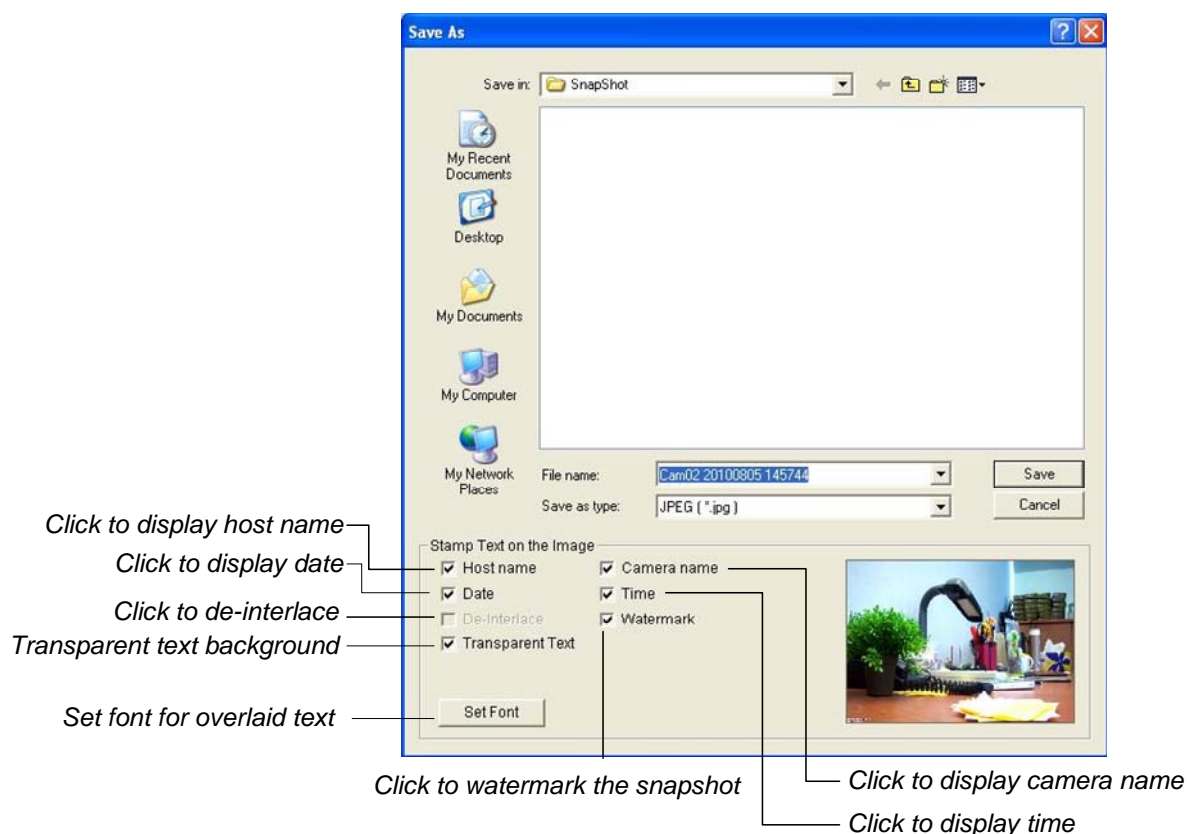 Save As
Save in:
SnapShot
My Recent
Documents
Desktop
My Documents
My Computer
My Network
Places
File name:
Cam02 20100805 145744
Save
Save as type:
JPEG ( *.jpg )
Cancel
Click to display host name
Click to display date
Click to de-interlace
Transparent text background
Set font for overlaid text
Stamp Text on the Image
Host name
Camera name
Date
Time
De-Interlace
Watermark
Transparent Text
Set Font
Click to watermark the snapshot
Click to display camera name
Click to display time